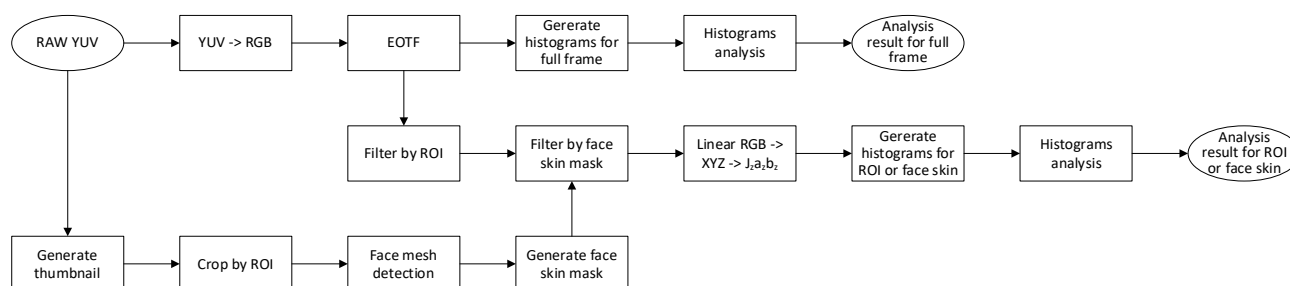 RAW YUV
YUV -> RGB
EOTF
Gererate
histograms for
full frame
Histograms
analysis
Analysis
result for full
frame
Filter by ROI
Filter by face
skin mask
Linear RGB ->
XYZ -> Jzazbz
Gererate
histograms for
ROI or face skin
Histograms
analysis
Analysis
result for ROI
or face skin
Generate
thumbnail
Crop by ROI
Face mesh
detection
Generate face
skin mask